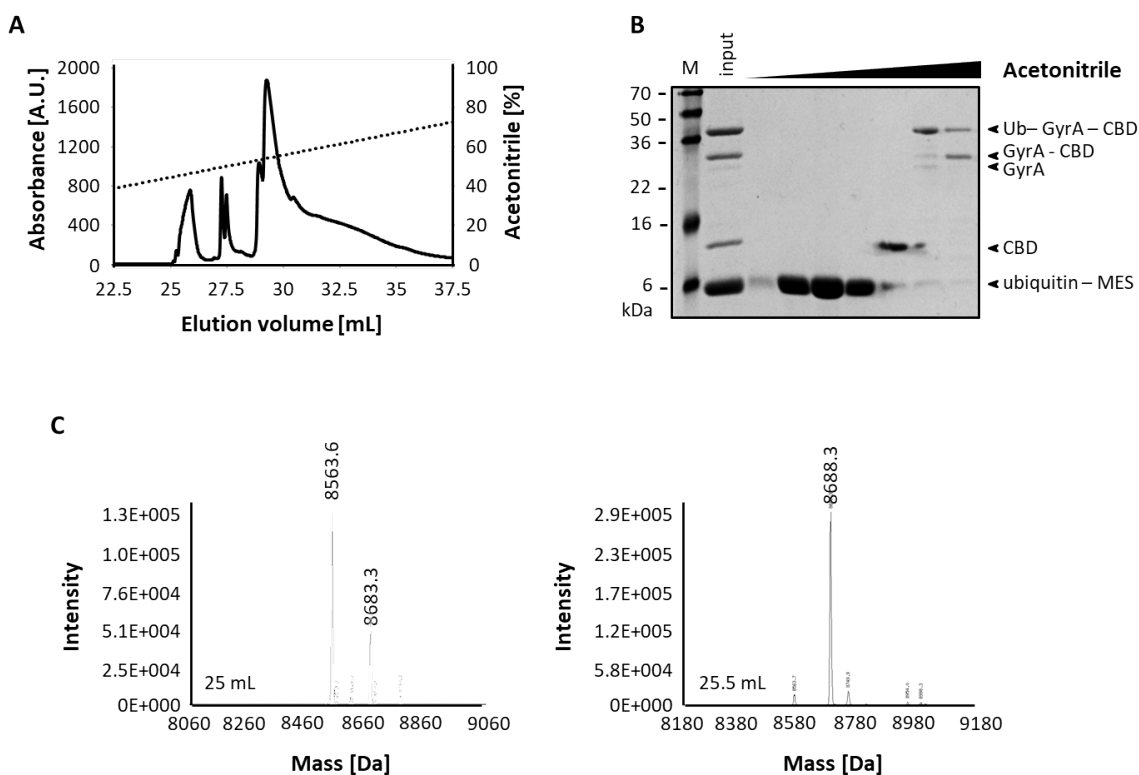 A
Absorbance [A.U.]
2000
1600
1200
800
400
0
100
80
60
40
20
0
Acetonitrile [%]
22.5 25 27.5 30 32.5 35 37.5
Elution volume [mL]
B
M input
Acetonitrile
70
50
36
22
16
6
kDa
Ub– GyrA – CBD
GyrA - CBD
GyrA
CBD
ubiquitin – MES
C
Intensity
1.3E+005
1.0E+005
7.6E+004
5.1E+004
2.5E+004
0E+000
8563.6
8683.3
25 mL
8060 8260 8460 8660 8860 9060
Mass [Da]
Intensity
2.9E+005
2.3E+005
1.7E+005
1.2E+005
5.8E+004
0E+000
8688.3
25.5 mL
8180 8380 8580 8780 8980 9180
Mass [Da]